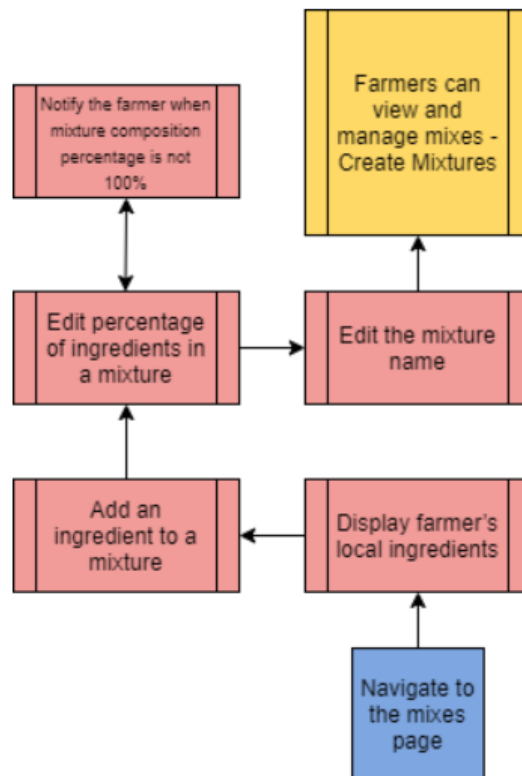 Farmers can
view and
manage mixes -
Create Mixtures
Notify the farmer when
mixture composition
percentage is not
100%
Edit percentage
of ingredients in
a mixture
Edit the mixture
name
Add an
ingredient to a
mixture
Display farmer's
local ingredients
Navigate to
the mixes
page